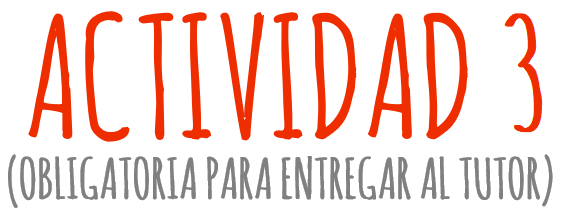 ACTIVIDAD 3
(OBLIGATORIA PARA ENTREGAR AL TUTOR)